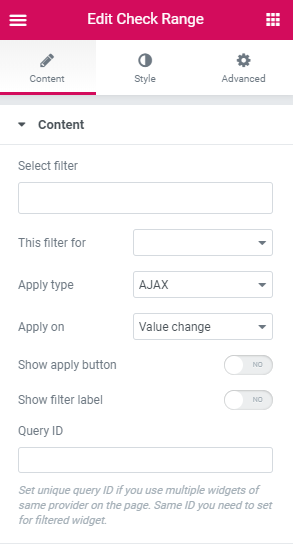 Edit Check Range
Content
Style
Advanced
Content
Select filter
This filter for
Apply type
AJAX
Apply on
Value change
Show apply button
NO
Show filter label
NO
Query ID
Set unique query ID if you use multiple widgets of
same provider on the page. Same ID you need to set
for filtered widget.